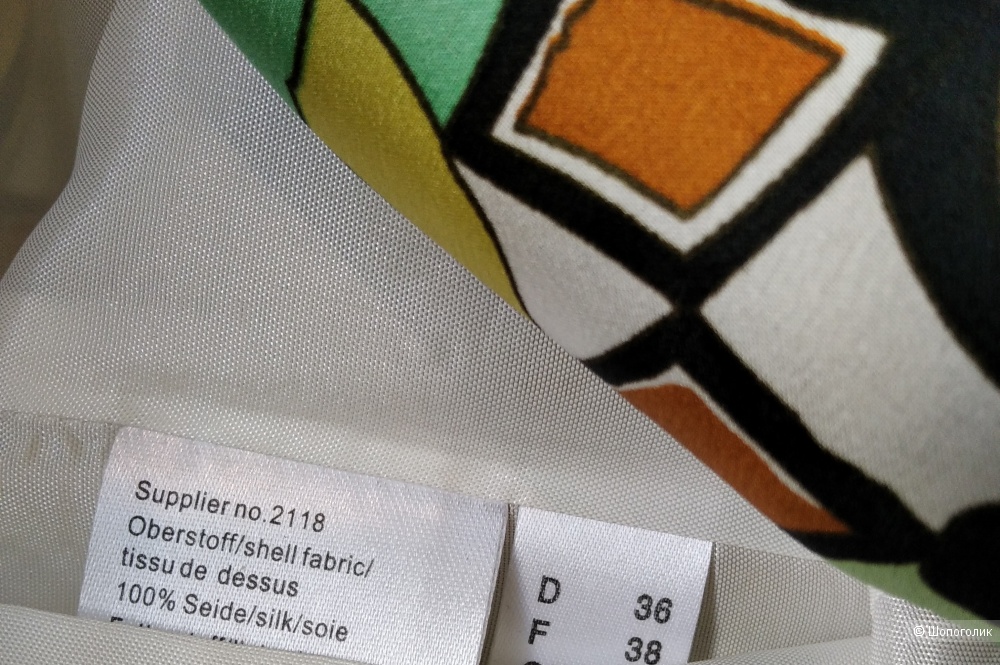 Supplier no.2118
Oberstoff/shell fabric/
tissu de dessus
100% Seide/silk/soie
D 36
F 38
© Шопоголик